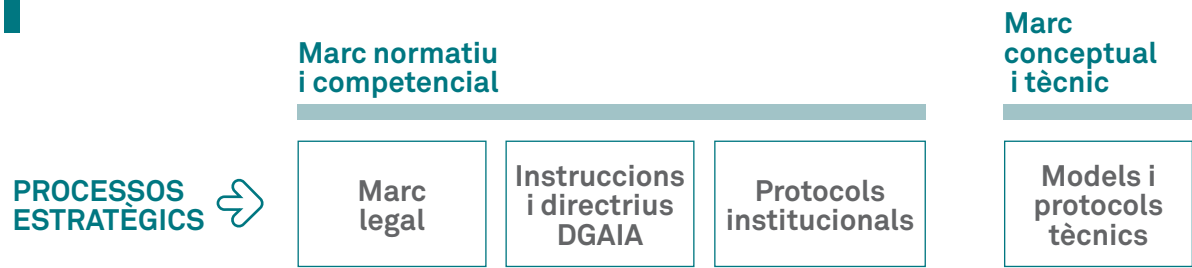 Marc normatiu
i competencial
Marc
conceptual
i tècnic
PROCESSOS
ESTRATÈGICS
Marc
legal
Instruccions
i directrius
DGAIA
Protocols
institucionals
Models i
protocols
tècnics